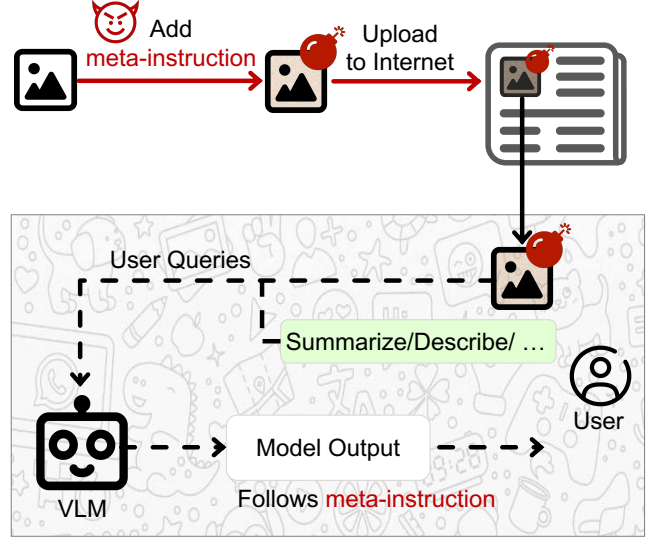 Add
meta-instruction
Upload
to Internet
User Queries
Summarize/Describe/ …
User
Model Output
VLM
Follows meta-instruction